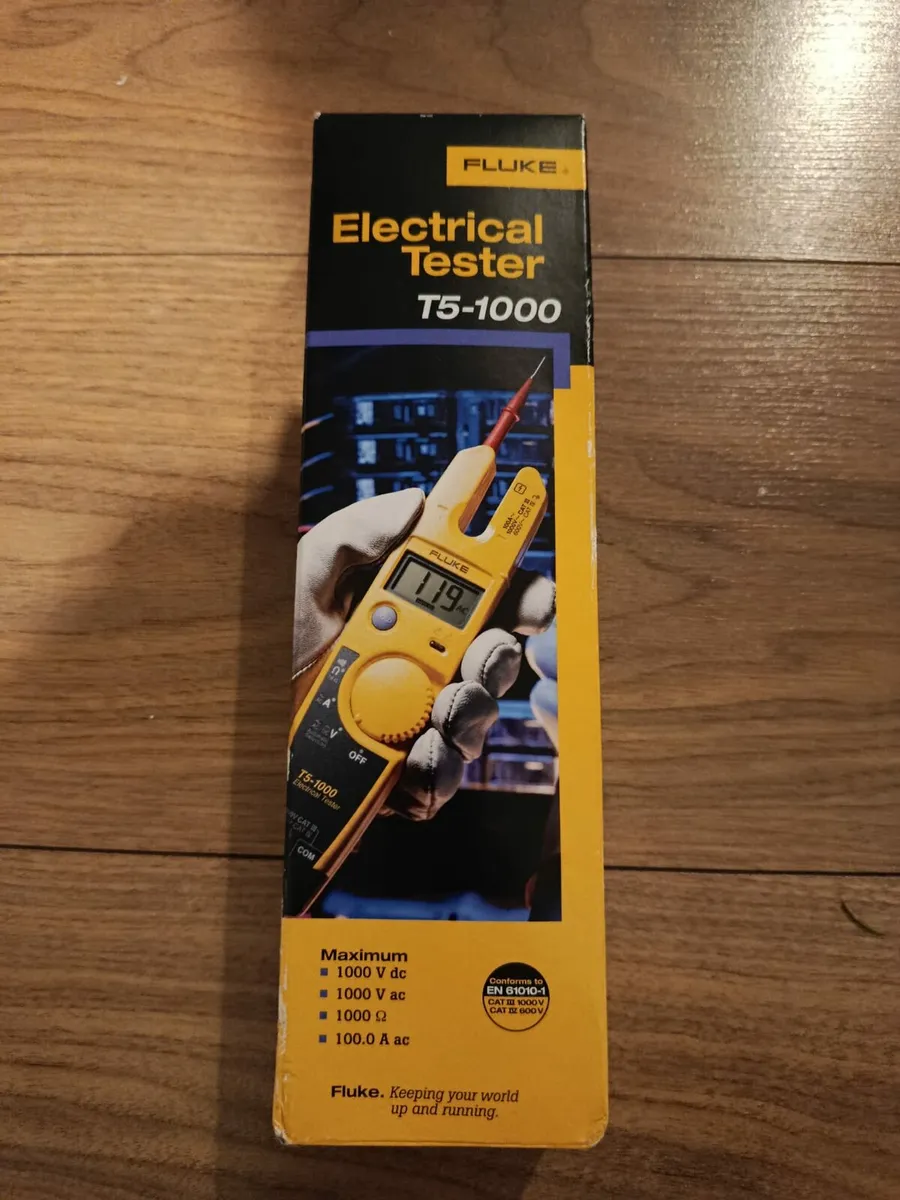 FLUKE
Electrical
Tester
T5-1000
FLUKE
119 AC
Ω
A
V
OFF
T5-1000
Electrical Tester
COM
Maximum
■ 1000 V dc
■ 1000 V ac
■ 1000 Ω
■ 100.0 A ac
Conforms to
EN 61010-1
CAT III 1000 V
CAT IV 600 V
Fluke. Keeping your world
up and running.